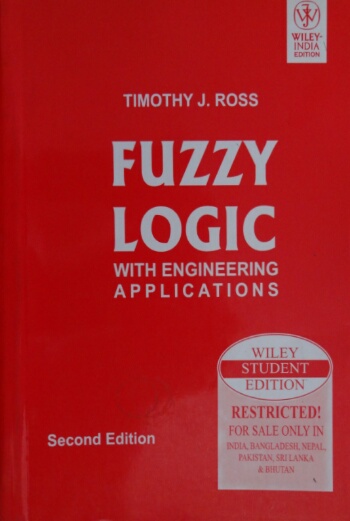 WILEY-
INDIA
EDITION
TIMOTHY J. ROSS
FUZZY
LOGIC
WITH ENGINEERING
APPLICATIONS
WILEY
STUDENT
EDITION
RESTRICTED!
FOR SALE ONLY IN
INDIA, BANGLADESH, NEPAL,
PAKISTAN, SRI LANKA
& BHUTAN
Second Edition